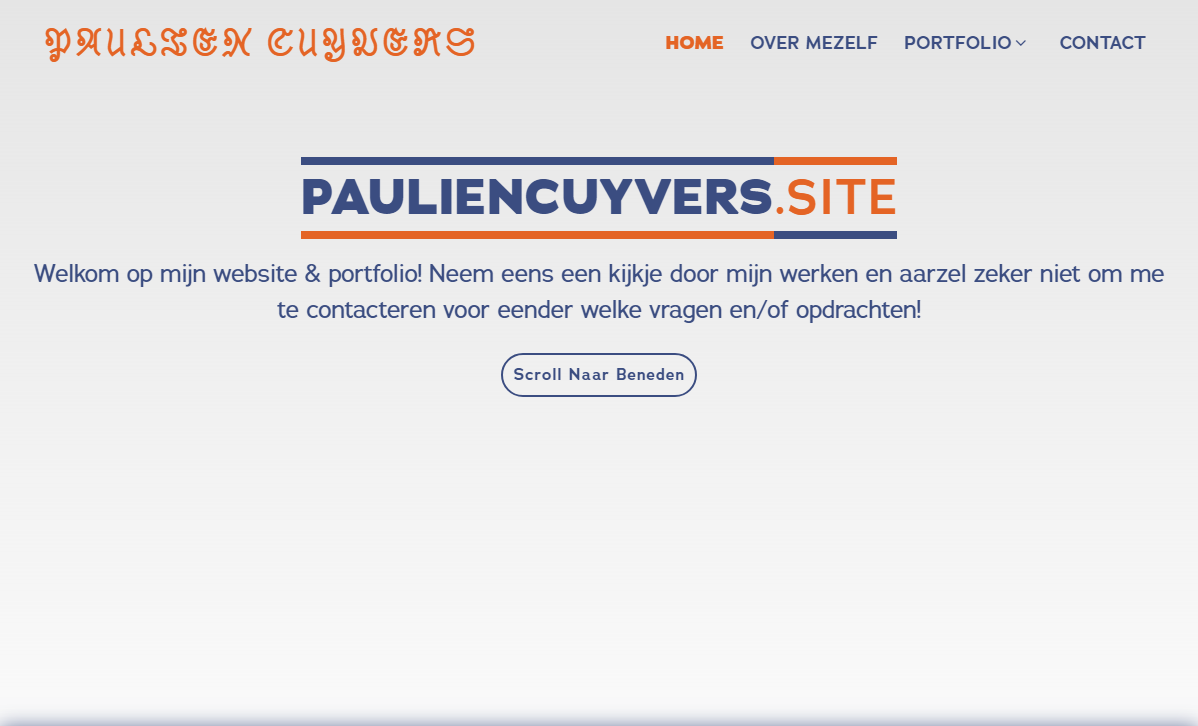 PAULIEN CUYVERS
HOME OVER MEZELF PORTFOLIO CONTACT
PAULIENCUYVERS.SITE
Welkom op mijn website & portfolio! Neem eens een kijkje door mijn werken en aarzel zeker niet om me
te contacteren voor eender welke vragen en/of opdrachten!
Scroll Naar Beneden